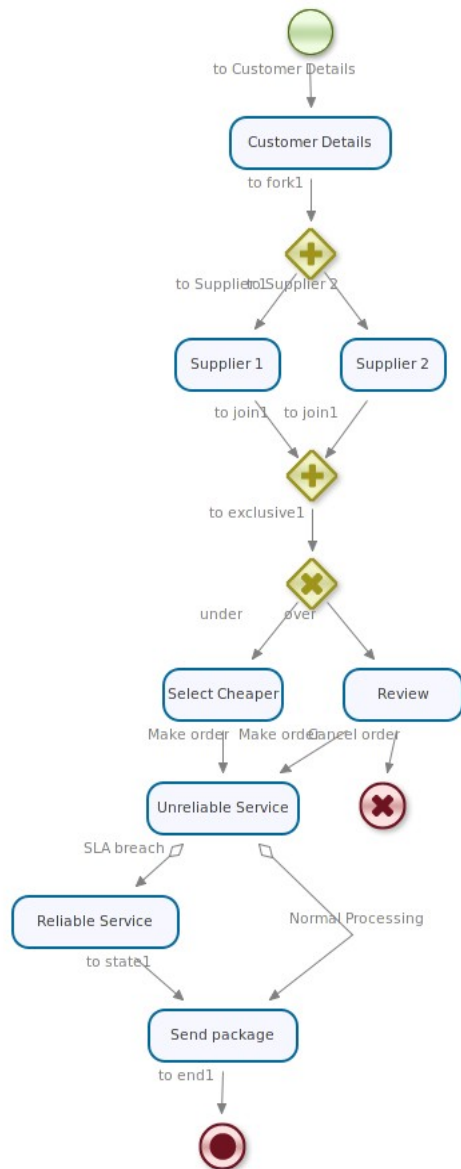 to Customer Details
Customer Details
to fork1
to Supplier 1
to Supplier 2
Supplier 1
Supplier 2
to join1
to join1
to exclusive1
under
over
Select Cheaper
Review
Make order
Make order
Cancel order
Unreliable Service
SLA breach
Reliable Service
Normal Processing
to state1
Send package
to end1